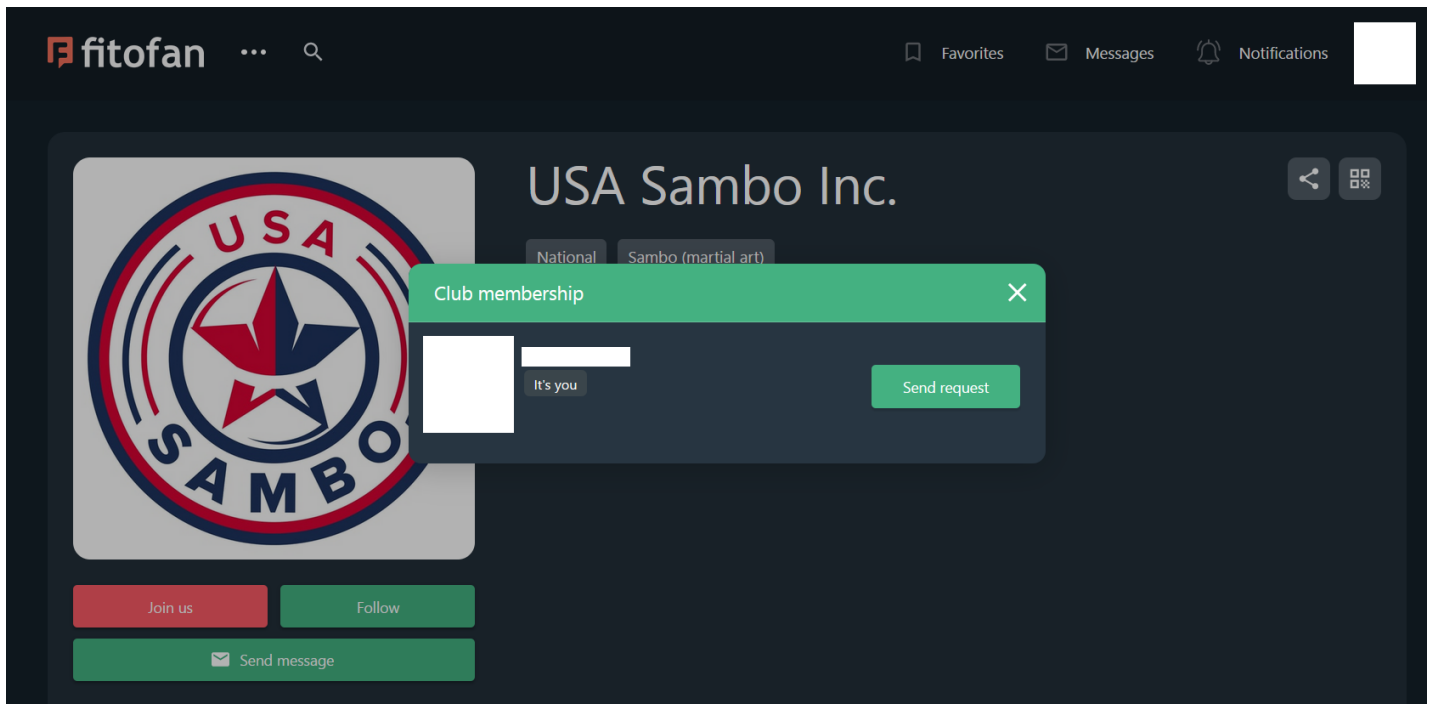 fitofan
Favorites
Messages
Notifications
USA
SAMBO
USA Sambo Inc.
National
Sambo (martial art)
Club membership
It's you
Send request
Join us
Follow
Send message